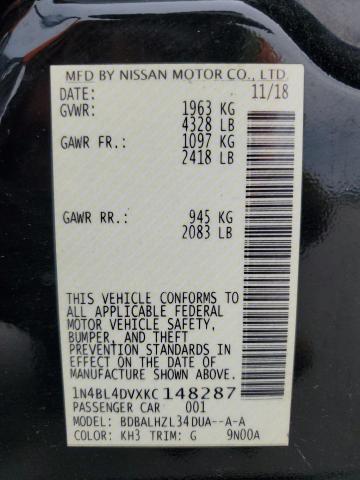 MFD BY NISSAN MOTOR CO., LTD.
DATE: 11/18
GVWR: 1963 KG
4328 LB
GAWR FR.: 1097 KG
2418 LB
GAWR RR.: 945 KG
2083 LB
THIS VEHICLE CONFORMS TO
ALL APPLICABLE FEDERAL
MOTOR VEHICLE SAFETY,
BUMPER, AND THEFT
PREVENTION STANDARDS
IN EFFECT ON THE DATE OF
MANUFACTURE SHOWN ABOVE.
1N4BL4DVXKC148287
PASSENGER CAR 001
MODEL: BDBALHZL34DUA--A-A
COLOR: KH3 TRIM: G 9N00A